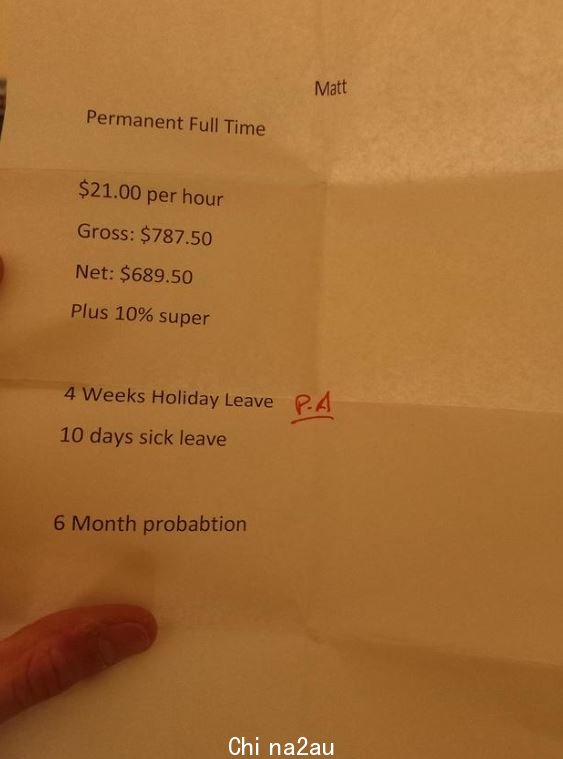 Matt
Permanent Full Time
$21.00 per hour
Gross: $787.50
Net: $689.50
Plus 10% super
4 Weeks Holiday Leave P.A
10 days sick leave
6 Month probabtion
Chi na2au